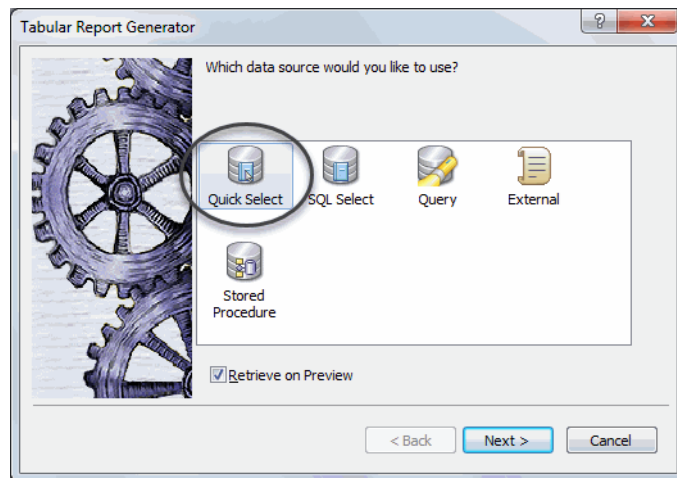 Tabular Report Generator
Which data source would you like to use?
Quick Select
SQL Select
Query
External
Stored
Procedure
Retrieve on Preview
< Back
Next >
Cancel